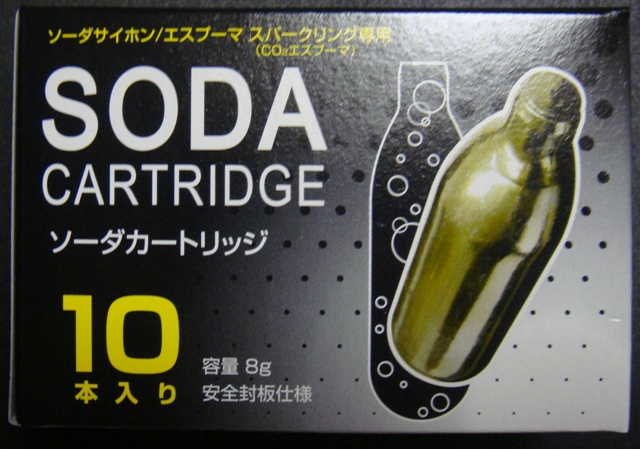 ソーダサイホン/エスプーマ スパークリング専用
(CO₂エスプーマ)
SODA
CARTRIDGE
ソーダカートリッジ
10
本入り
容量 8g
安全封板仕様